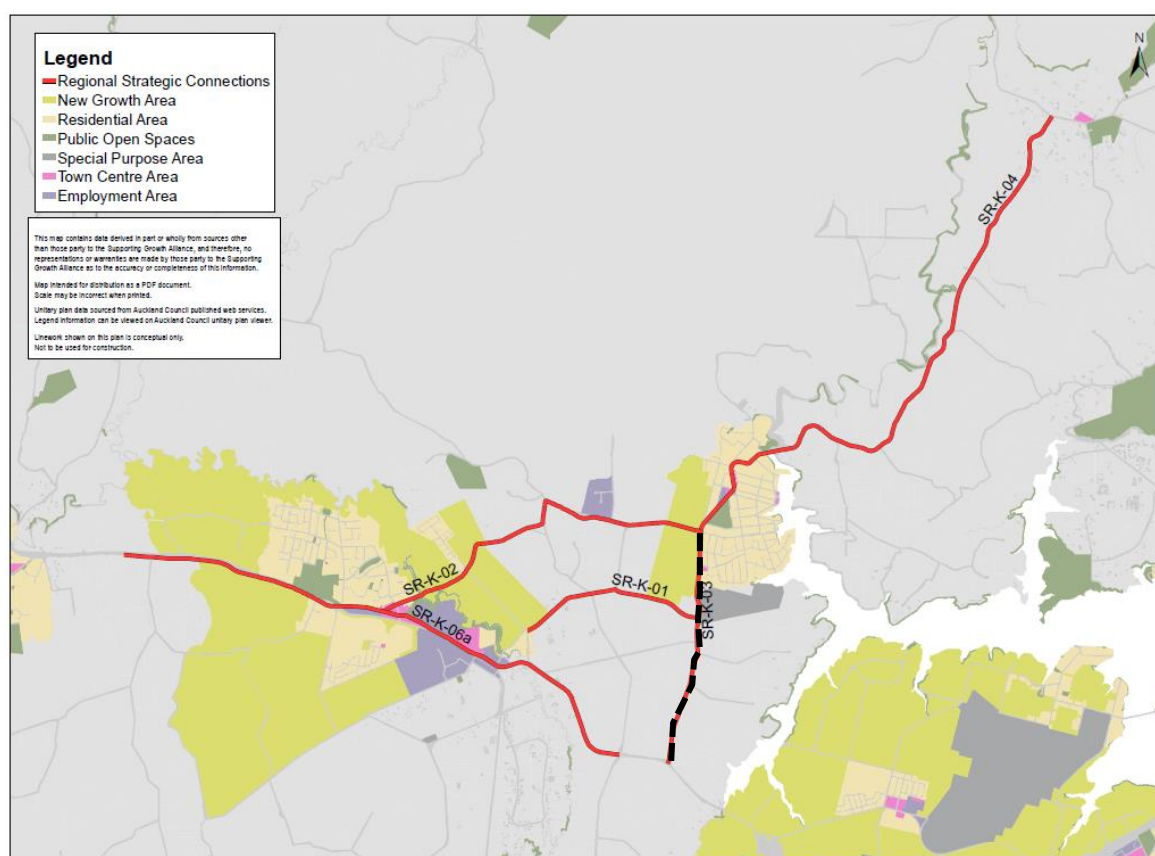 Legend
Regional Strategic Connections
New Growth Area
Residential Area
Public Open Spaces
Special Purpose Area
Town Centre Area
Employment Area
This map contains data derived in part or wholly from sources other
than those party to the Supporting Growth Alliance, and therefore, no
representations or warranties are made by those party to the Supporting
Growth Alliance as to the accuracy or completeness of this information.
Map intended for distribution as a PDF document.
Scale may be incorrect when printed.
Unitary plan data sourced from Auckland Council published web services.
Legend information can be viewed on Auckland Council unitary plan viewer.
Linework shown on this plan is conceptual only.
Not to be used for construction.
N
SR-K-04
SR-K-02
SR-K-01
SR-K-03
SR-K-06a